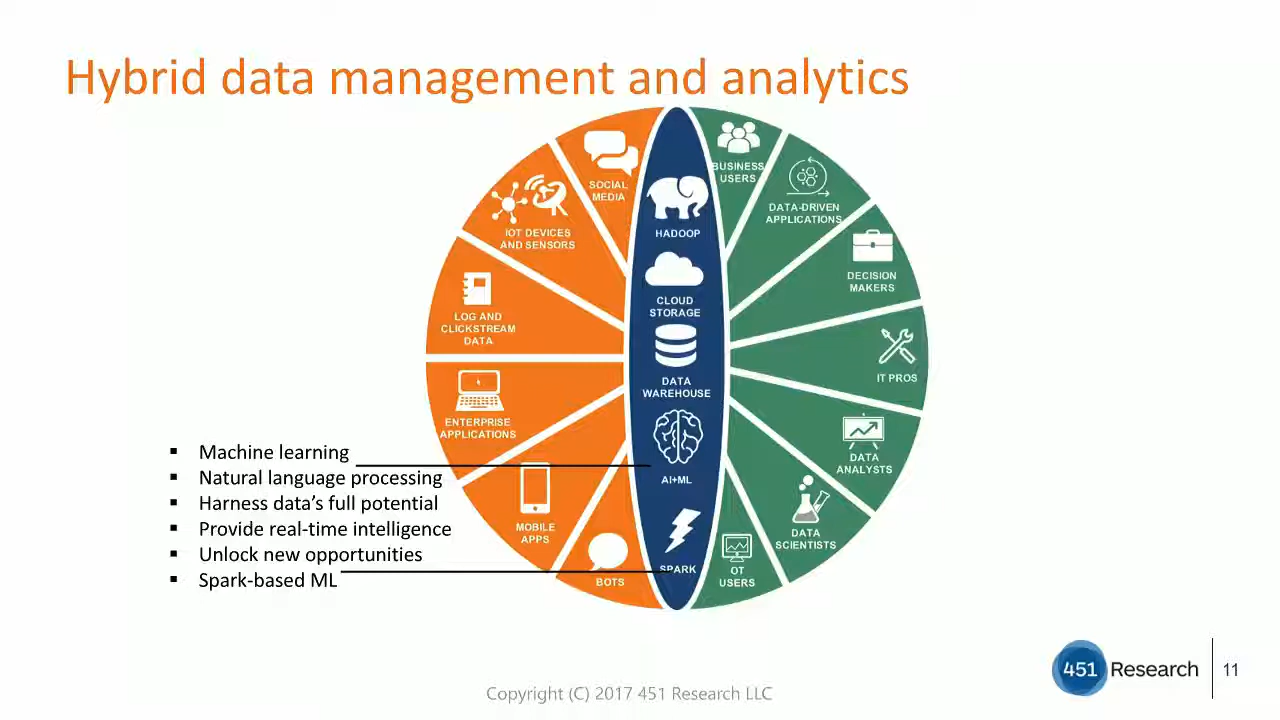 Hybrid data management and analytics
SOCIAL
MEDIA
IOT DEVICES
AND SENSORS
LOG AND
CLICKSTREAM
DATA
ENTERPRISE
APPLICATIONS
MOBILE
APPS
BOTS
HADOOP
CLOUD
STORAGE
DATA
WAREHOUSE
AI+ML
SPARK
BUSINESS
USERS
DATA-DRIVEN
APPLICATIONS
DECISION
MAKERS
IT PROS
DATA
ANALYSTS
DATA
SCIENTISTS
OT
USERS
▪ Machine learning
▪ Natural language processing
▪ Harness data’s full potential
▪ Provide real-time intelligence
▪ Unlock new opportunities
▪ Spark-based ML
451 Research
11
Copyright (C) 2017 451 Research LLC